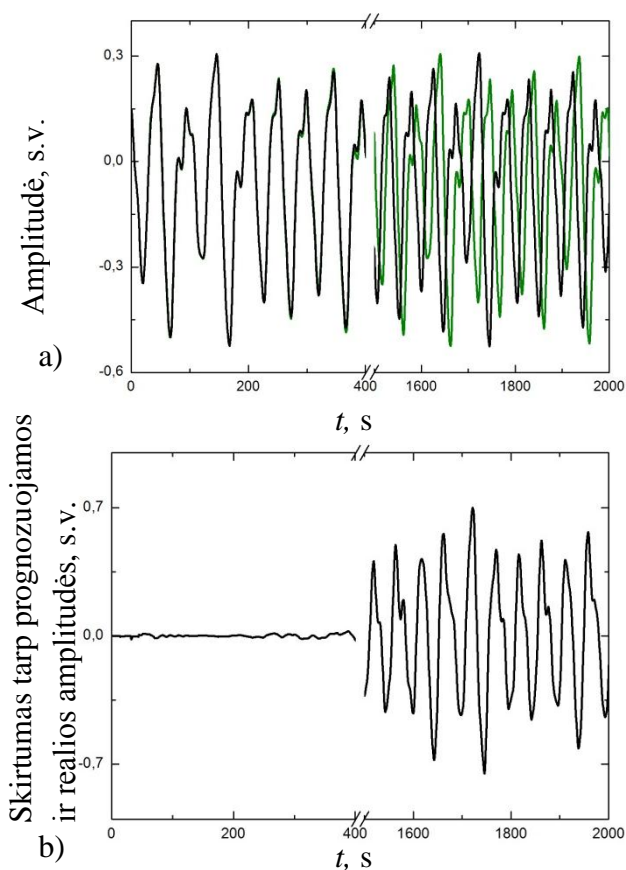 0,3
0,0
-0,3
-0,6
Amplitudė, s.v.
a)
0 200 400 1600 1800 2000
t, s
0,7
0,0
-0,7
Skirtumas tarp prognozuojamos
ir realios amplitudės, s.v.
b)
0 200 400 1600 1800 2000
t, s